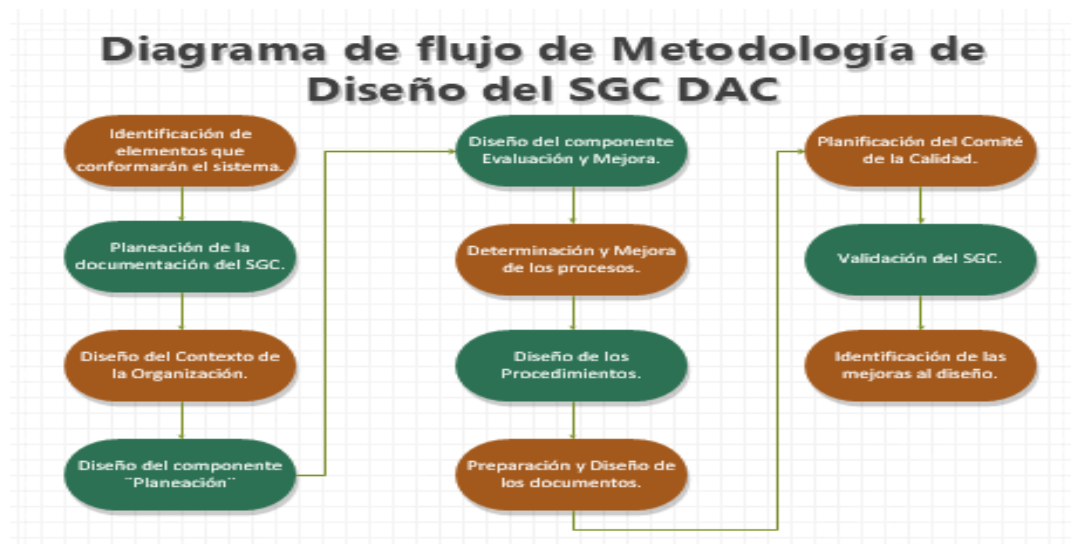 Diagrama de flujo de Metodología de
Diseño del SGC DAC
Identificación de
elementos que
conformarán el sistema.
Planeación de la
documentación del SGC.
Diseño del Contexto de
la Organización.
Diseño del componente
¨Planeación¨
Diseño del componente
Evaluación y Mejora.
Determinación y Mejora
de los procesos.
Diseño de los
Procedimientos.
Preparación y Diseño de
los documentos.
Planificación del Comité
de la Calidad.
Validación del SGC.
Identificación de las
mejoras al diseño.